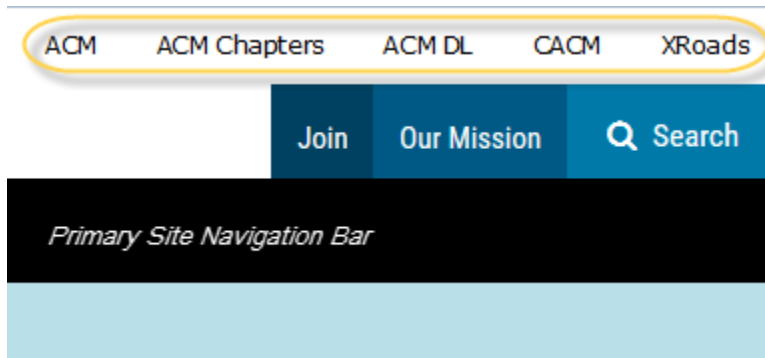 ACM ACM Chapters ACM DL CACM XRoads
Join Our Mission Search
Primary Site Navigation Bar